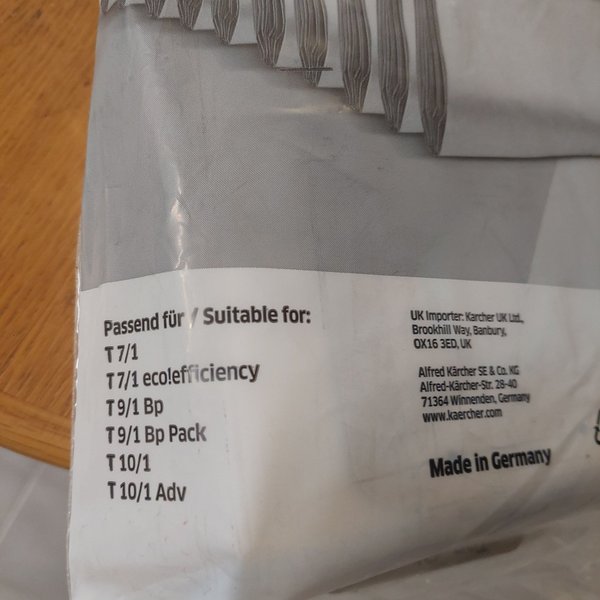 Passend für / Suitable for:
T 7/1
T 7/1 eco!efficiency
T 9/1 Bp
T 9/1 Bp Pack
T 10/1
T 10/1 Adv
UK Importer: Karcher UK Ltd.,
Brookhill Way, Banbury,
OX16 3ED, UK
Alfred Kärcher SE & Co. KG
Alfred-Kärcher-Str. 28-40
71364 Winnenden, Germany
www.kaercher.com
Made in Germany